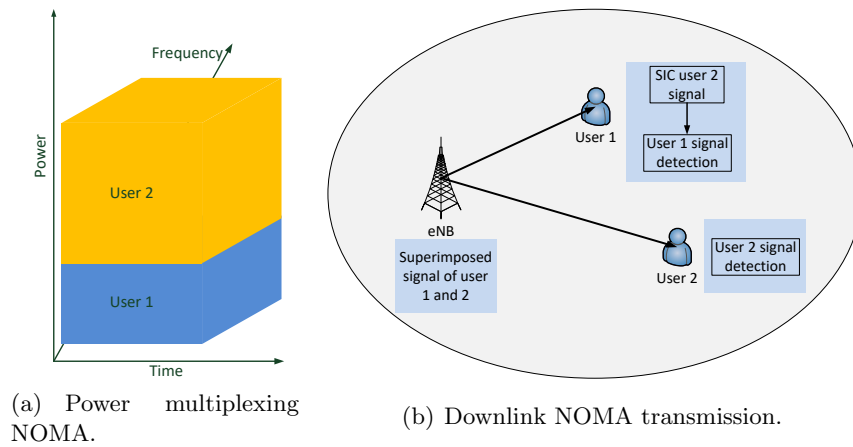 Frequency
Power
User 2
User 1
Time
(a) Power multiplexing
NOMA.
SIC user 2
signal
User 1
User 1 signal
detection
eNB
Superimposed
signal of user
1 and 2
User 2 signal
detection
User 2
(b) Downlink NOMA transmission.